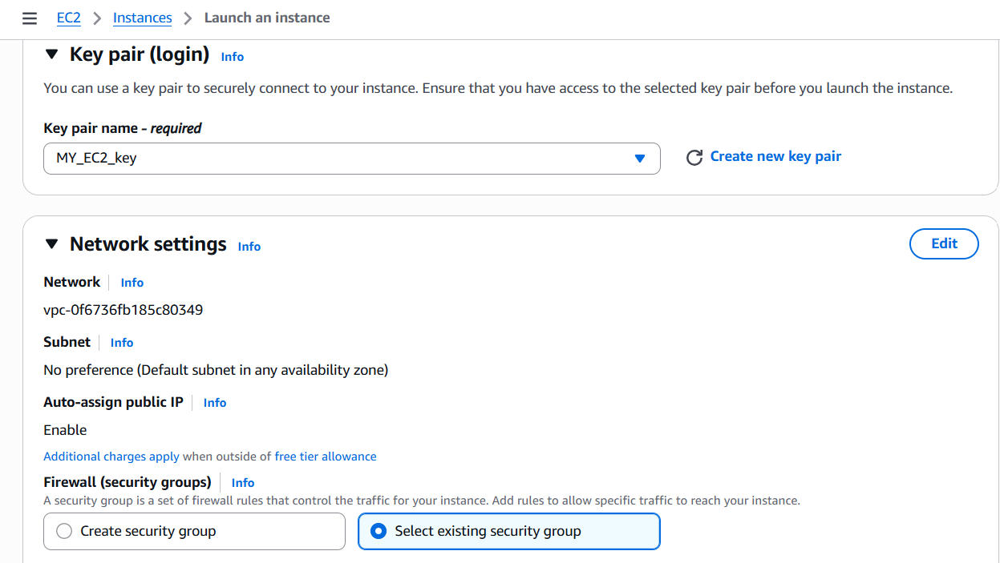 EC2 > Instances > Launch an instance
Key pair (login) Info
You can use a key pair to securely connect to your instance. Ensure that you have access to the selected key pair before you launch the instance.
Key pair name - required
MY_EC2_key
Create new key pair
Network settings Info
Edit
Network Info
vpc-0f6736fb185c80349
Subnet Info
No preference (Default subnet in any availability zone)
Auto-assign public IP Info
Enable
Additional charges apply when outside of free tier allowance
Firewall (security groups) Info
A security group is a set of firewall rules that control the traffic for your instance. Add rules to allow specific traffic to reach your instance.
Create security group
Select existing security group